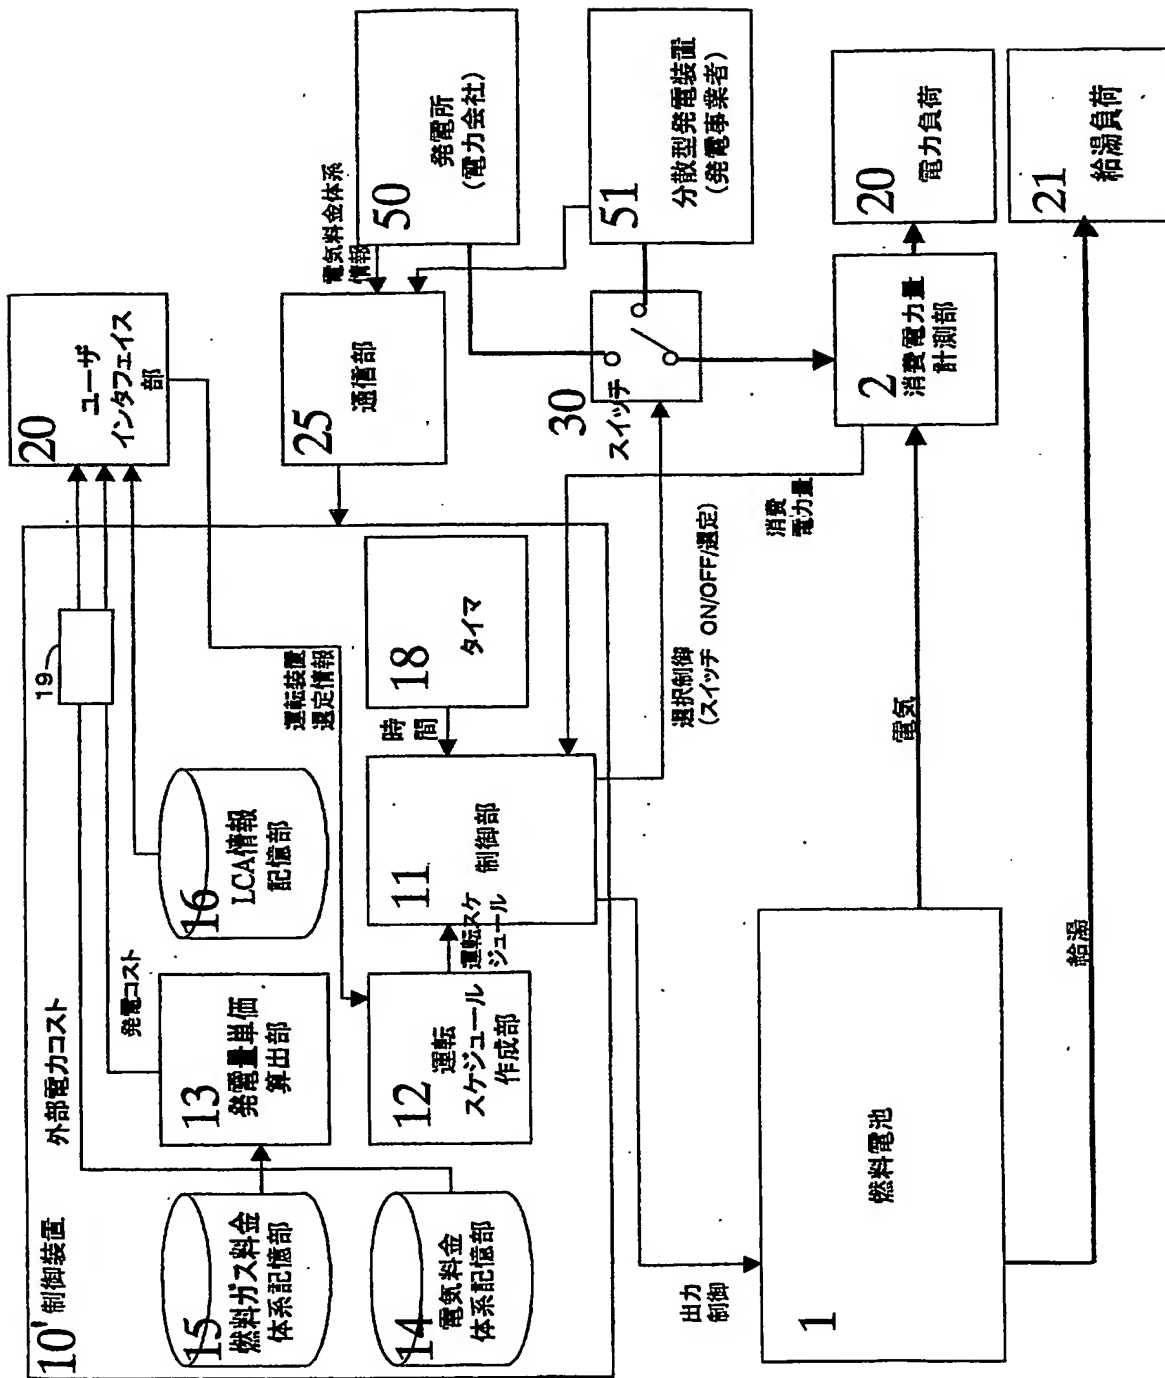 10' 制御装置
外部電力コスト
発電コスト
19
15
燃料ガス料金
体系記憶部
13
発電量単価
算出部
16
LCA情報
記憶部
14
電気料金
体系記憶部
12
運転
スケジュール
作成部
運転スケ
ジュール
11
制御部
時
間
18
タイマ
運転装置
選定情報
20
ユーザ
インタフェイス
部
25
通信部
電気料金体系
情報
50
発電所
(電力会社)
51
分散型発電装置
(発電事業者)
30
スイッチ
選択制御
(スイッチ ON/OFF/選定)
消費
電力量
2
消費電力量
計測部
20
電力負荷
21
給湯負荷
出力
制御
1
燃料電池
電気
給湯